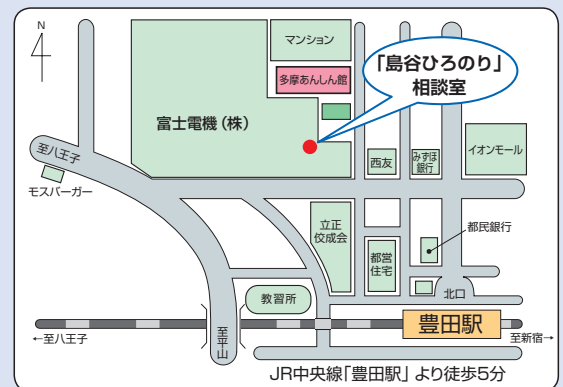 N
マンション
多摩あんしん館
「島谷ひろのり」
相談室
富士電機(株)
至八王子
モスバーガー
西友
みずほ
銀行
イオンモール
立正
佼成会
都営
住宅
都民銀行
教習所
北口
至平山
豊田駅
←至八王子
至新宿→
JR中央線「豊田駅」より徒歩5分